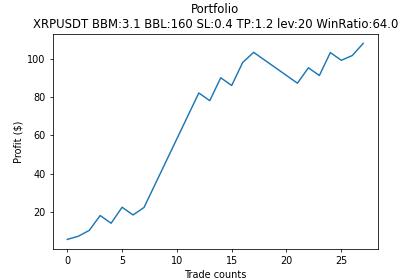 Portfolio
XRPUSDT BBM:3.1 BBL:160 SL:0.4 TP:1.2 lev:20 WinRatio:64.0
100
80
60
40
20
Profit ($)
0 5 10 15 20 25
Trade counts